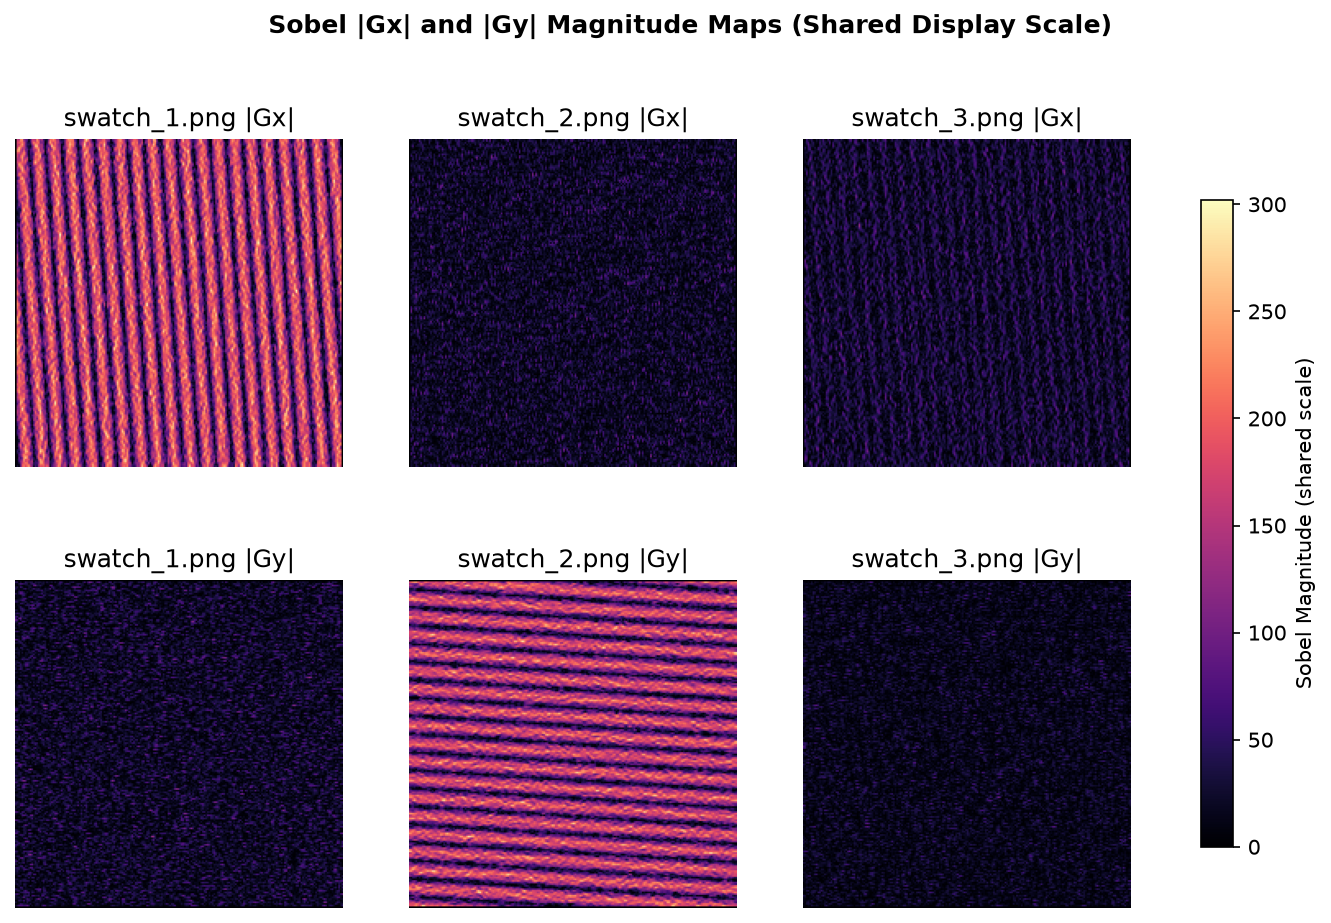 Sobel |Gx| and |Gy| Magnitude Maps (Shared Display Scale)
swatch_1.png |Gx|
swatch_2.png |Gx|
swatch_3.png |Gx|
swatch_1.png |Gy|
swatch_2.png |Gy|
swatch_3.png |Gy|
300
250
200
150
100
50
0
Sobel Magnitude (shared scale)